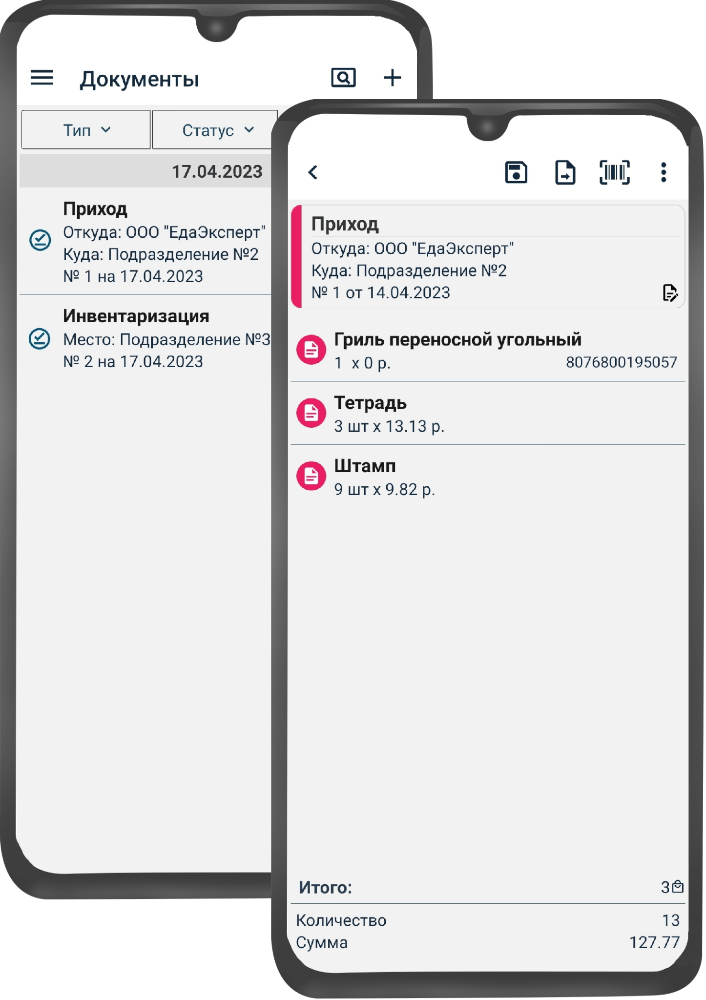 Документы
Тип
Статус
17.04.2023
Приход
Откуда: ООО "ЕдаЭксперт"
Куда: Подразделение №2
№ 1 на 17.04.2023
Инвентаризация
Место: Подразделение №3
№ 2 на 17.04.2023
Приход
Откуда: ООО "ЕдаЭксперт"
Куда: Подразделение №2
№ 1 от 14.04.2023
Гриль переносной угольный
1 x 0 р. 8076800195057
Тетрадь
3 шт x 13.13 р.
Штамп
9 шт x 9.82 р.
Итого: 3
Количество 13
Сумма 127.77